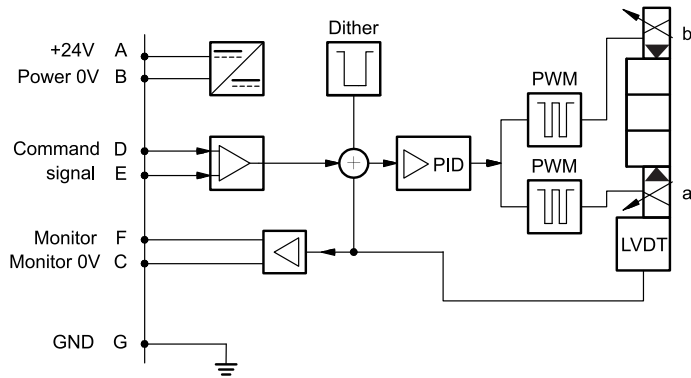 Dither
+24V A
Power 0V B
b
PWM
Command D
signal E
+
PID
PWM
a
Monitor F
Monitor 0V C
LVDT
GND G